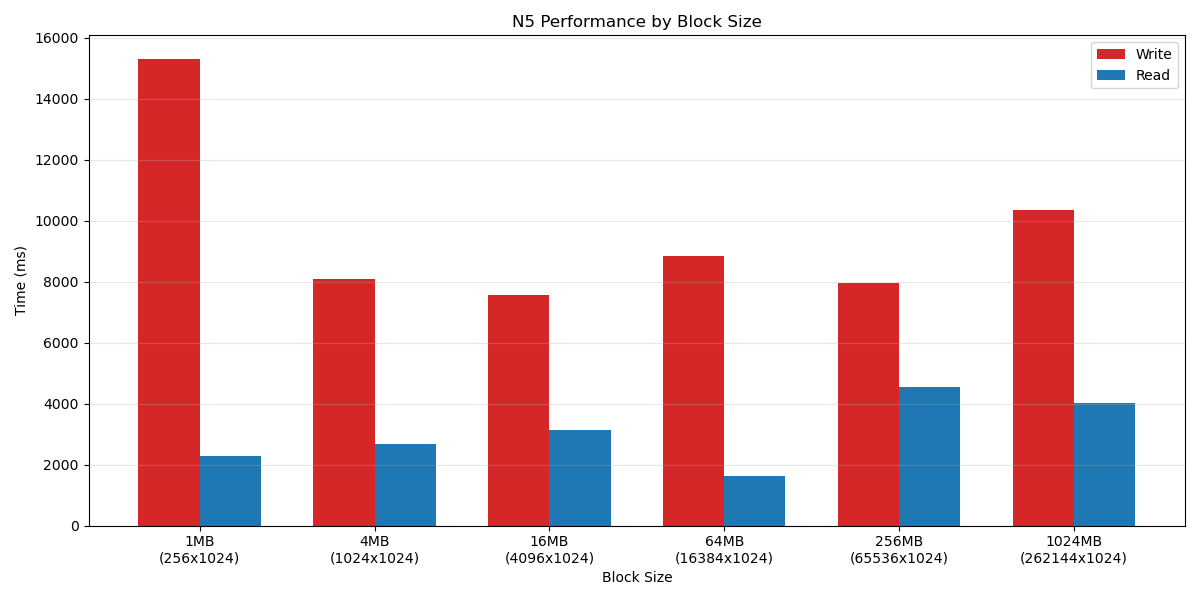 N5 Performance by Block Size
Write
Read
Time (ms)
16000
14000
12000
10000
8000
6000
4000
2000
0
1MB
(256x1024)
4MB
(1024x1024)
16MB
(4096x1024)
64MB
(16384x1024)
256MB
(65536x1024)
1024MB
(262144x1024)
Block Size